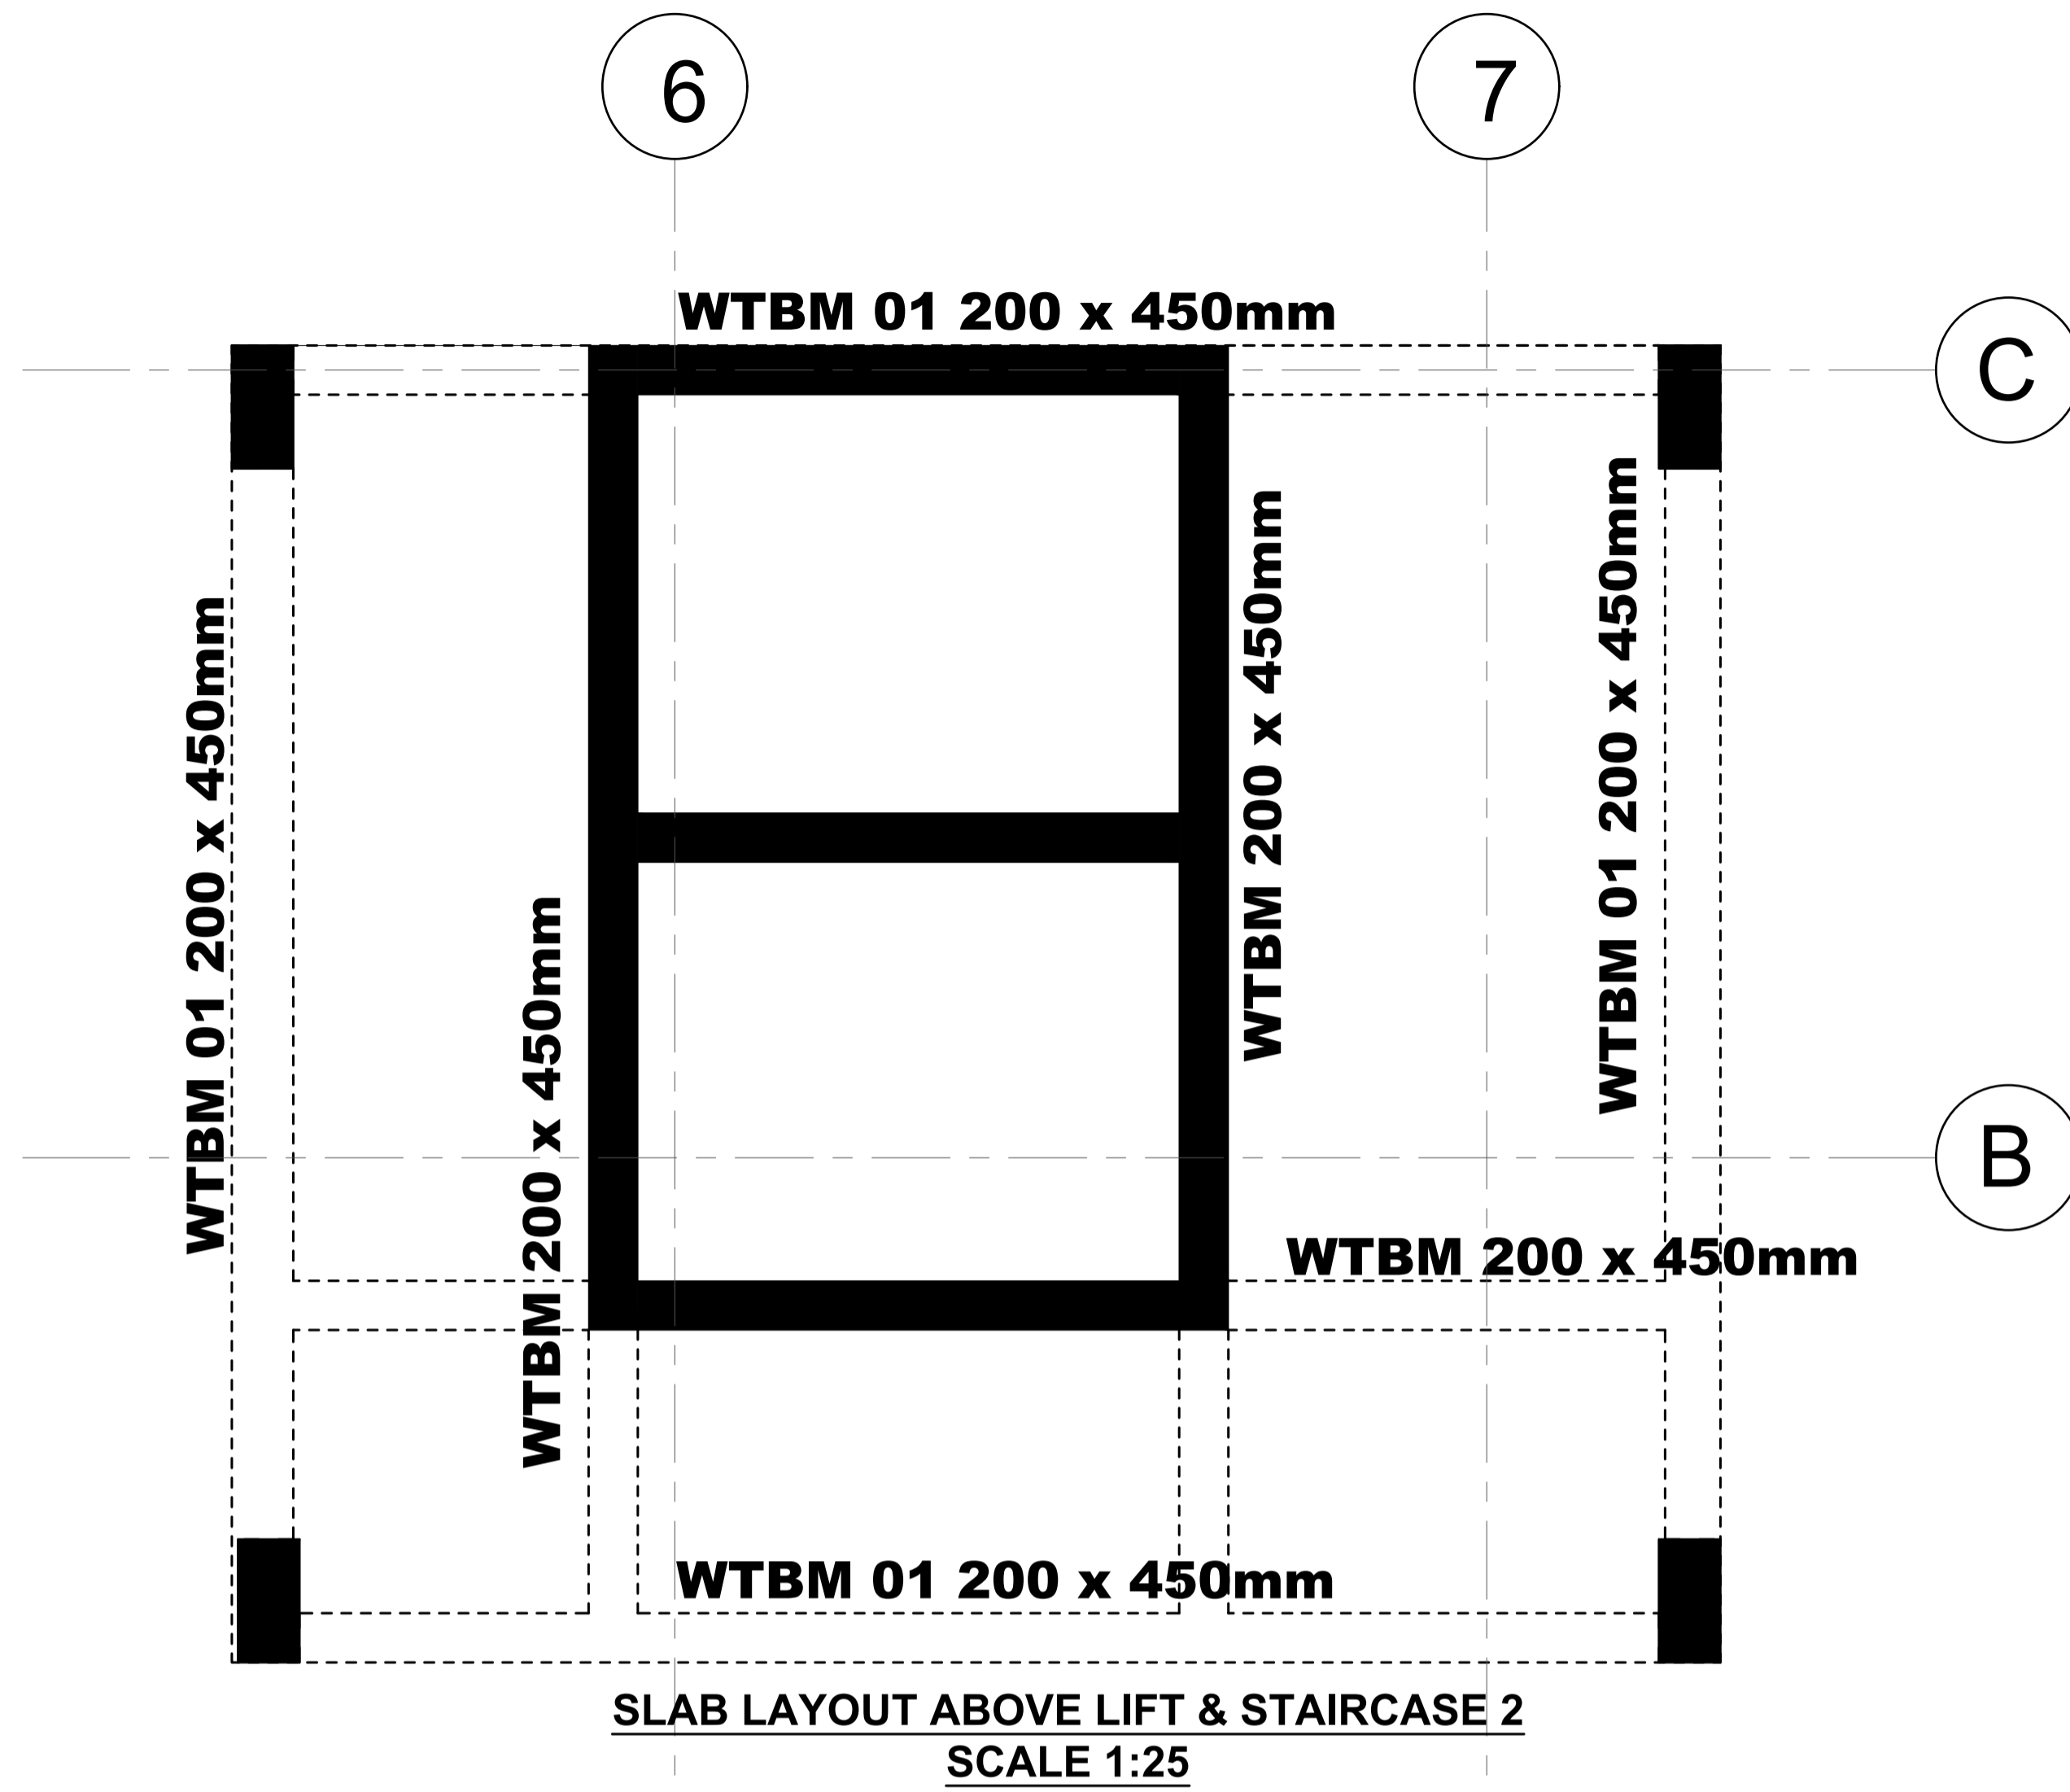 6
7
WTBM 01 200 x 450mm
C
WTBM 01 200 x 450mm
WTBM 200 x 450mm
WTBM 200 x 450mm
WTBM 01 200 x 450mm
B
WTBM 200 x 450mm
WTBM 01 200 x 450mm
SLAB LAYOUT ABOVE LIFT & STAIRCASE 2
SCALE 1:25